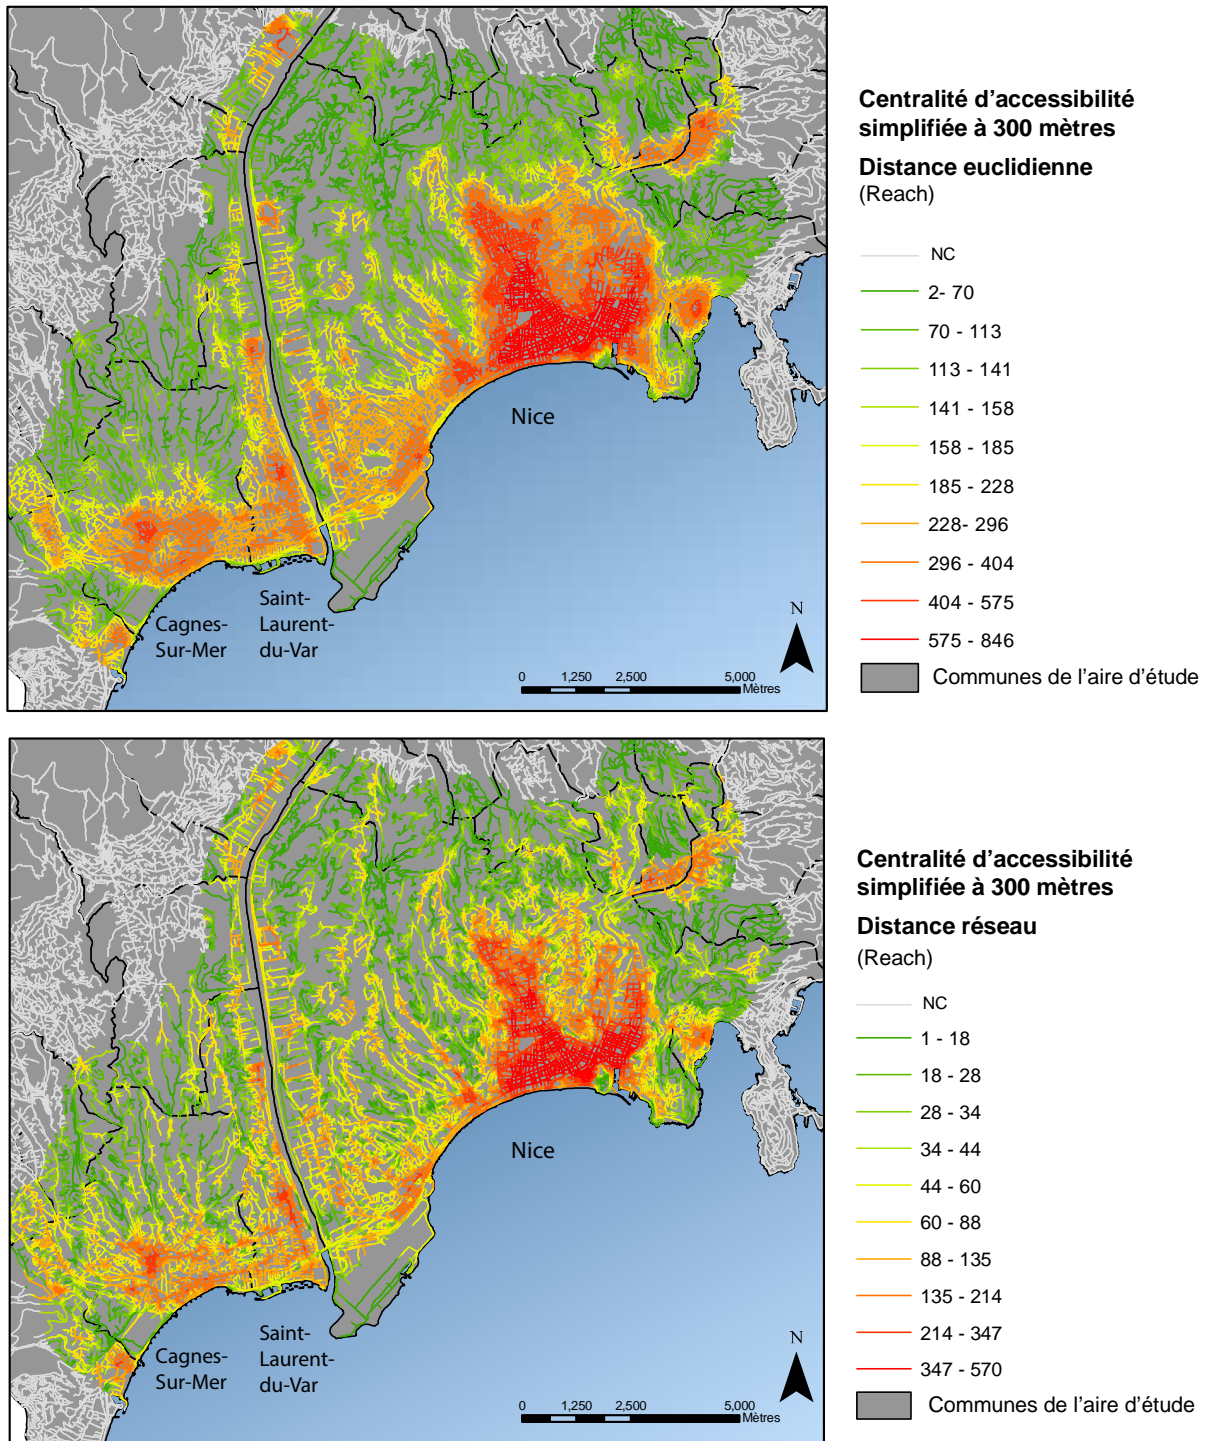 Centralité d'accessibilité
simplifiée à 300 mètres
Distance euclidienne
(Reach)
NC
2- 70
70 - 113
113 - 141
141 - 158
158 - 185
185 - 228
228- 296
296 - 404
404 - 575
575 - 846
Communes de l'aire d'étude
Nice
Saint-
Laurent-
du-Var
Cagnes-
Sur-Mer
N
0 1,250 2,500 5,000
Mètres
Centralité d'accessibilité
simplifiée à 300 mètres
Distance réseau
(Reach)
NC
1 - 18
18 - 28
28 - 34
34 - 44
44 - 60
60 - 88
88 - 135
135 - 214
214 - 347
347 - 570
Communes de l'aire d'étude
Nice
Saint-
Laurent-
du-Var
Cagnes-
Sur-Mer
N
0 1,250 2,500 5,000
Mètres